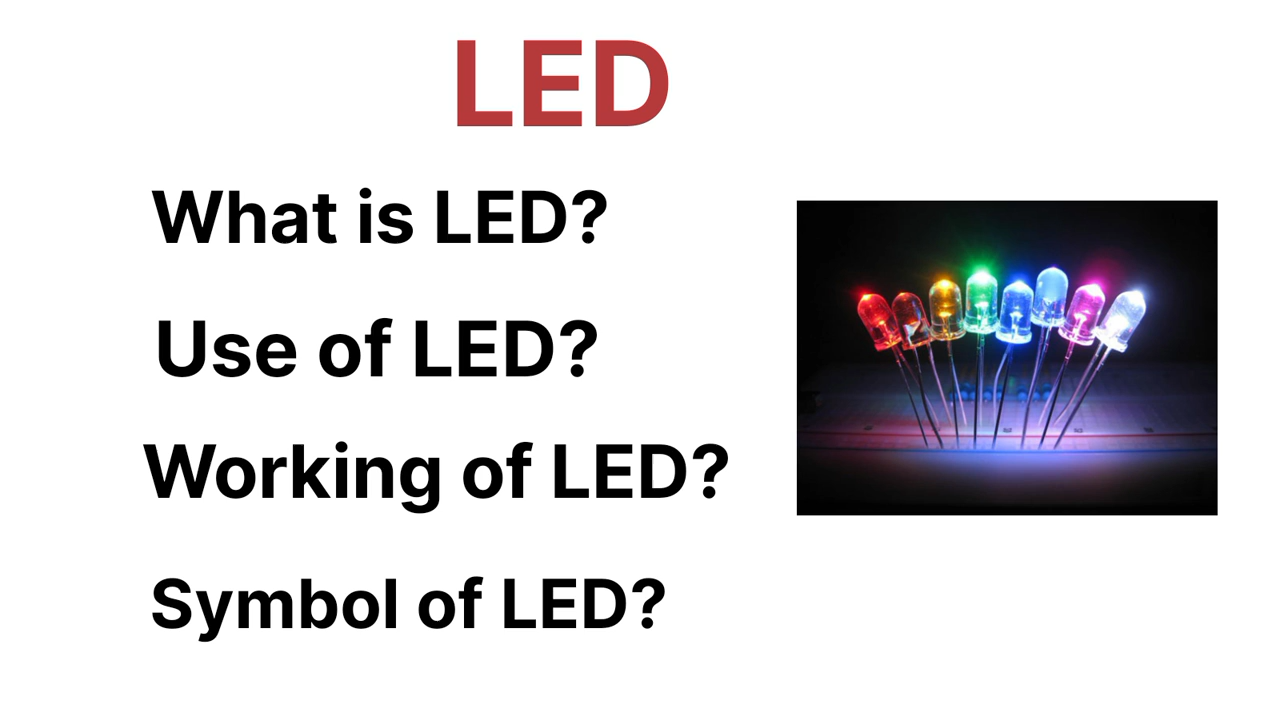 LED
What is LED?
Use of LED?
Working of LED?
Symbol of LED?